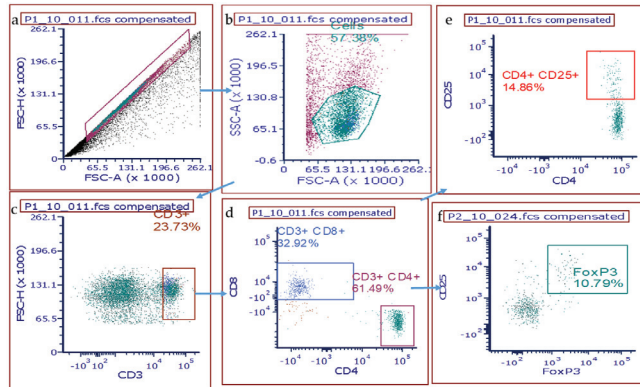 a
P1_10_011.fcs compensated
262.1
196.6
131.1
65.5
0
FSC-H (x 1000)
0
65.5
131.1
196.6
262.1
FSC-A (x 1000)
b
P1_10_011.fcs compensated
Cells
57.38%
262.1
196.4
130.8
65.1
-0.6
SSC-A (x 1000)
0
65.5
131.1
196.6
262.1
FSC-A (x 1000)
e
P1_10_011.fcs compensated
CD4+ CD25+
14.86%
CD25
CD4
c
P1_10_011.fcs compensated
CD3+
23.73%
262.1
196.6
131.1
65.5
0
FSC-H (x 1000)
CD3
d
P1_10_011.fcs compensated
CD3+ CD8+
32.92%
CD3+ CD4+
61.49%
CD8
CD4
f
P2_10_024.fcs compensated
FoxP3
10.79%
CD25
FoxP3